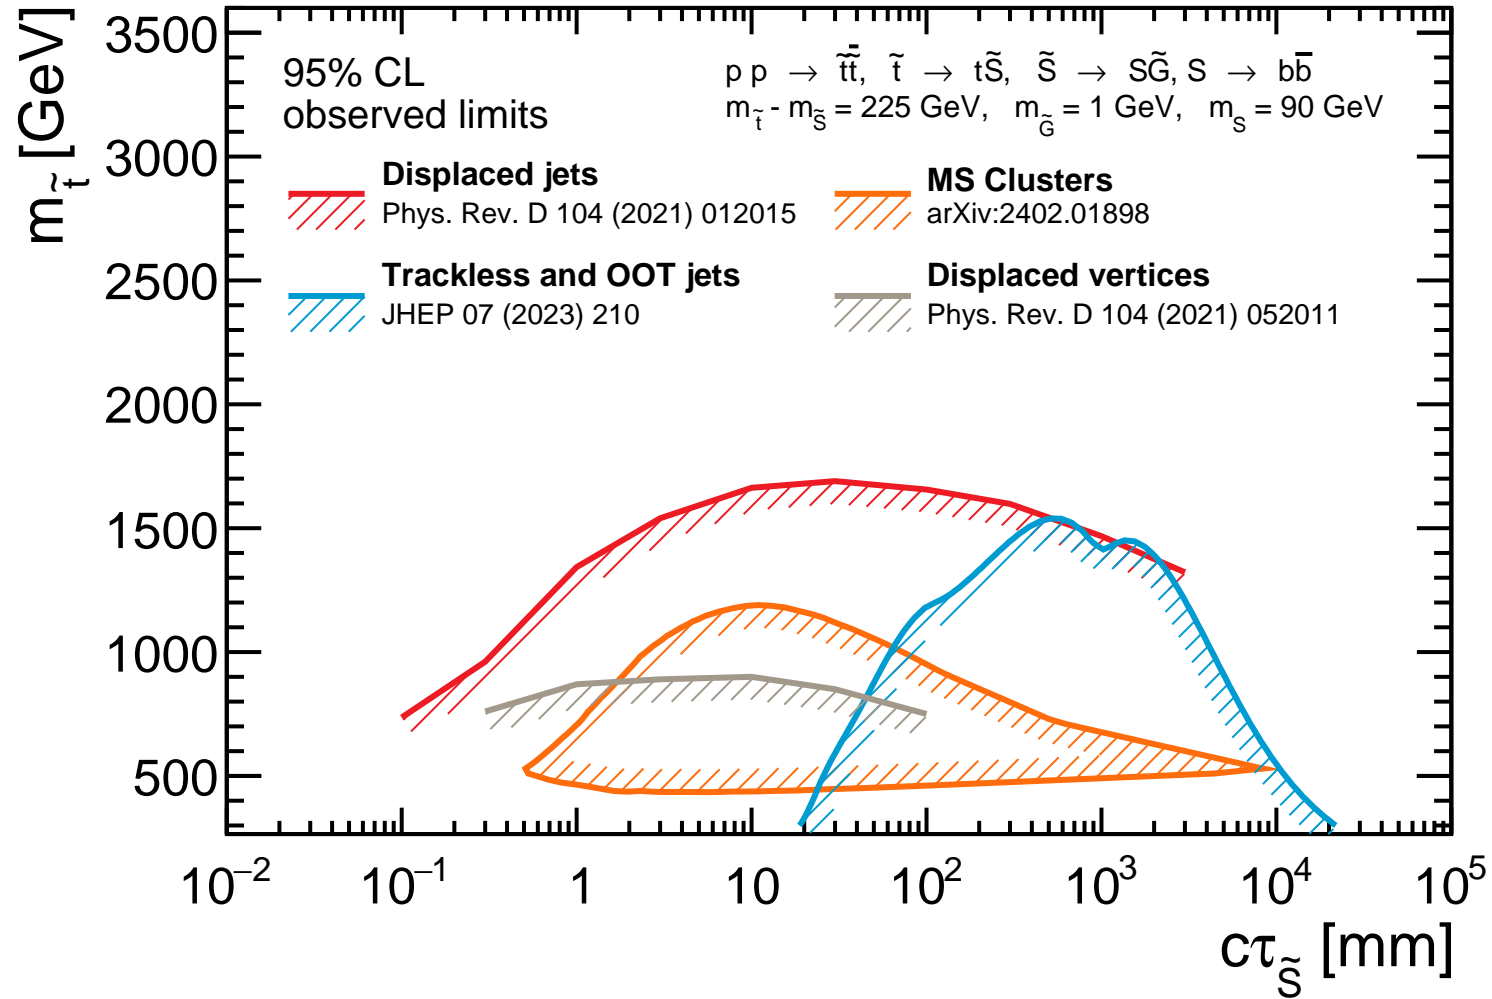 m_t̃ [GeV]
3500
3000
2500
2000
1500
1000
500
95% CL
observed limits
p p → t̃t̃̄, t̃ → tS̃, S̃ → SG̃, S → bb̄
m_t̃ - m_S̃ = 225 GeV, m_G̃ = 1 GeV, m_S = 90 GeV
Displaced jets
Phys. Rev. D 104 (2021) 012015
MS Clusters
arXiv:2402.01898
Trackless and OOT jets
JHEP 07 (2023) 210
Displaced vertices
Phys. Rev. D 104 (2021) 052011
10⁻² 10⁻¹ 1 10 10² 10³ 10⁴ 10⁵
cτ_S̃ [mm]